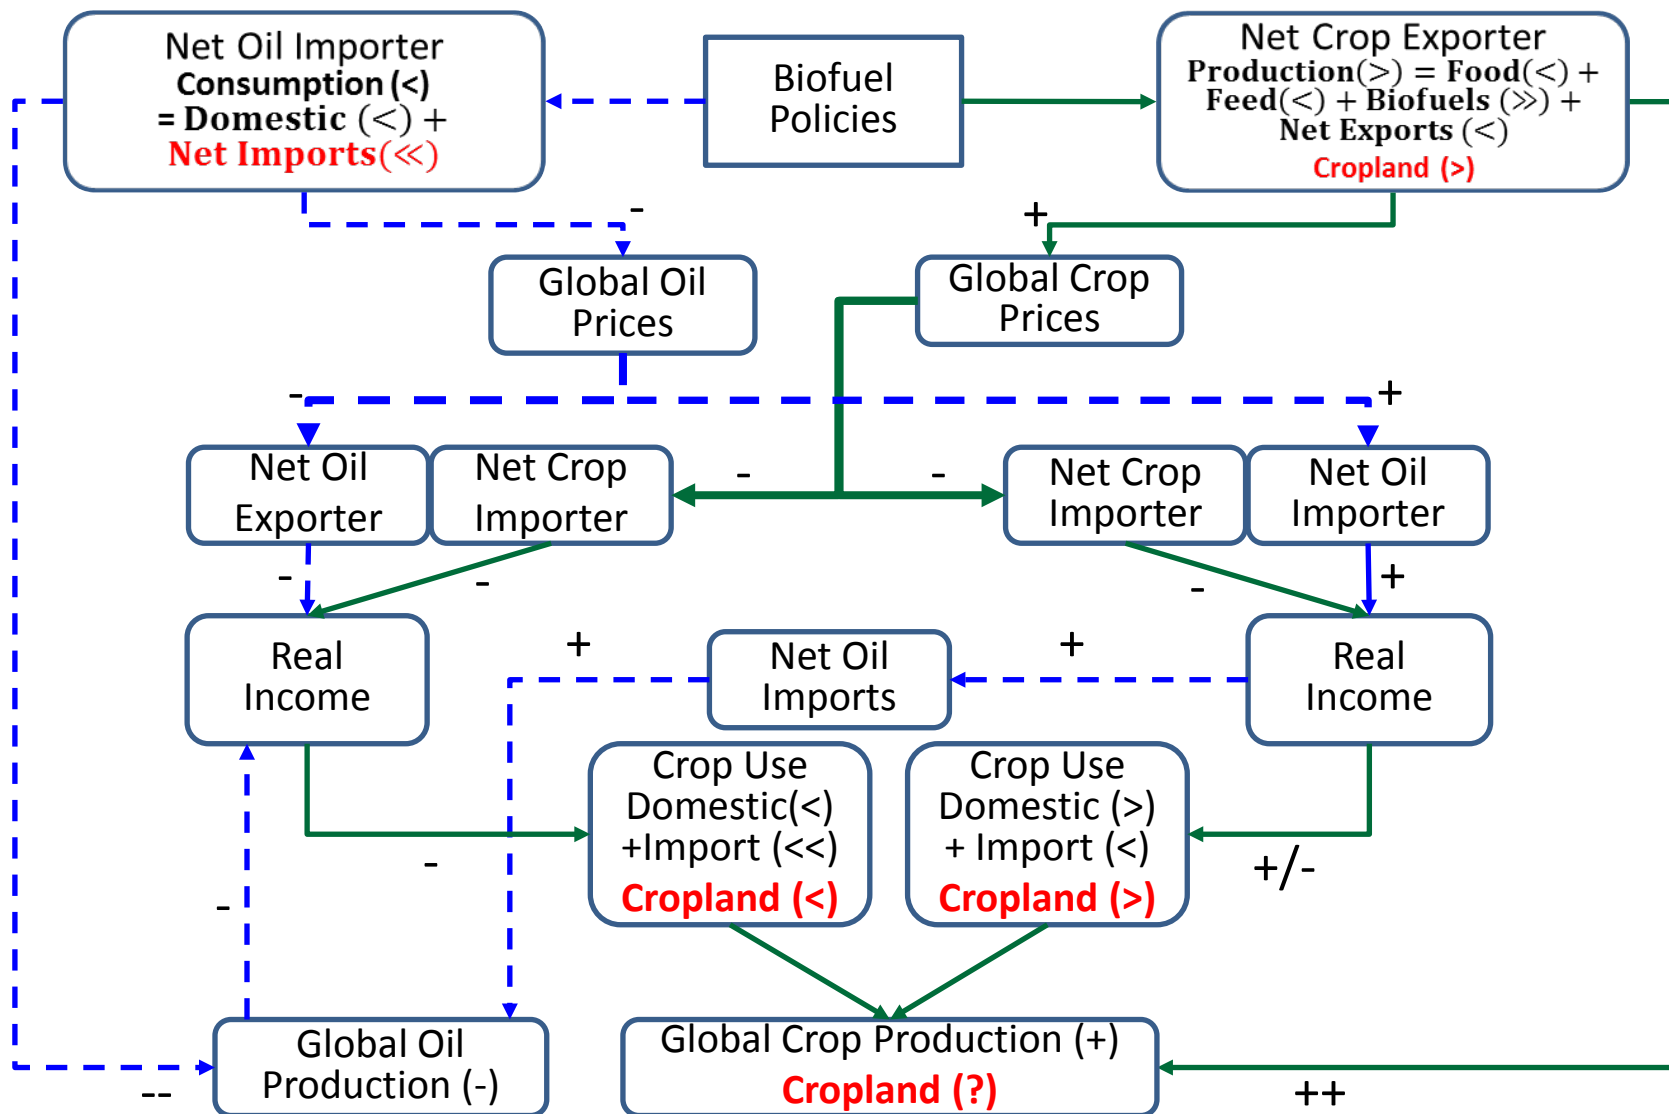 Net Oil Importer
Consumption (<)
= Domestic (<) +
Net Imports(≪)
Biofuel
Policies
Net Crop Exporter
Production(>) = Food(<) +
Feed(<) + Biofuels (≫) +
Net Exports (<)
Cropland (>)
-
+
Global Oil
Prices
Global Crop
Prices
-
+
Net Oil
Exporter
Net Crop
Importer
-
-
Net Crop
Importer
Net Oil
Importer
-
-
-
+
Real
Income
+
Net Oil
Imports
+
Real
Income
Crop Use
Domestic(<)
+Import (<<)
Cropland (<)
Crop Use
Domestic (>)
+ Import (<)
Cropland (>)
-
+/-
-
Global Oil
Production (-)
--
Global Crop Production (+)
Cropland (?)
++